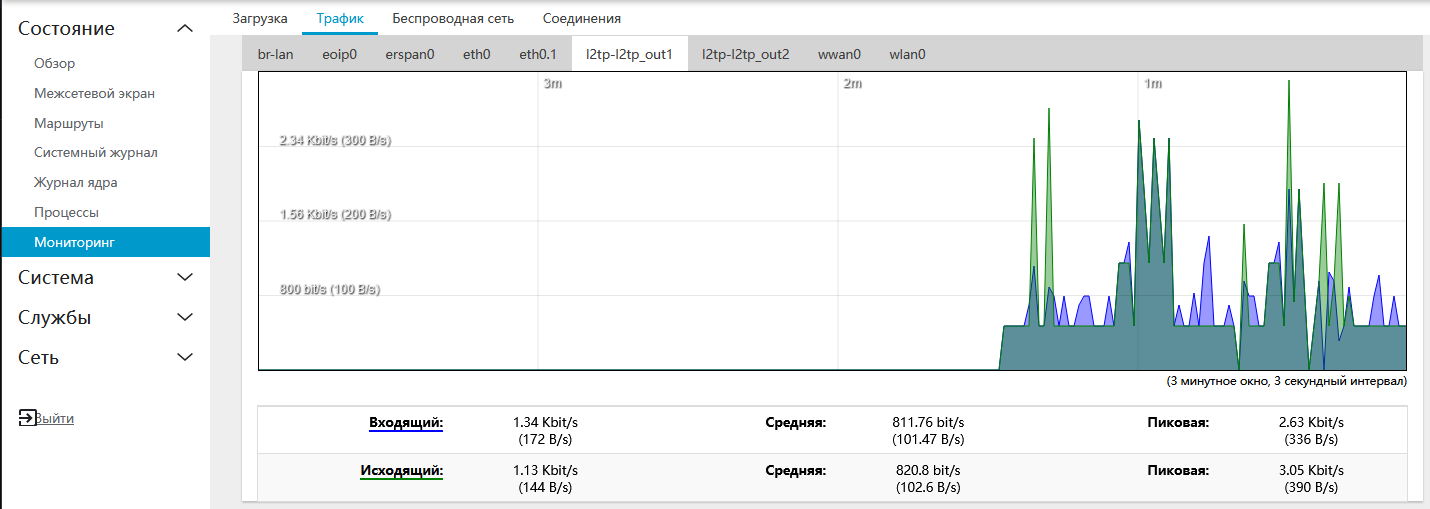 Состояние
Обзор
Межсетевой экран
Маршруты
Системный журнал
Журнал ядра
Процессы
Мониторинг
Система
Службы
Сеть
Выйти
Загрузка Трафик Беспроводная сеть Соединения
br-lan eoip0 erspan0 eth0 eth0.1 l2tp-l2tp_out1 l2tp-l2tp_out2 wwan0 wlan0
3m 2m 1m
2.34 Kbit/s (300 B/s)
1.56 Kbit/s (200 B/s)
800 bit/s (100 B/s)
(3 минутное окно, 3 секундный интервал)
Входящий: 1.34 Kbit/s Средняя: 811.76 bit/s Пиковая: 2.63 Kbit/s
(172 B/s) (101.47 B/s) (336 B/s)
Исходящий: 1.13 Kbit/s Средняя: 820.8 bit/s Пиковая: 3.05 Kbit/s
(144 B/s) (102.6 B/s) (390 B/s)